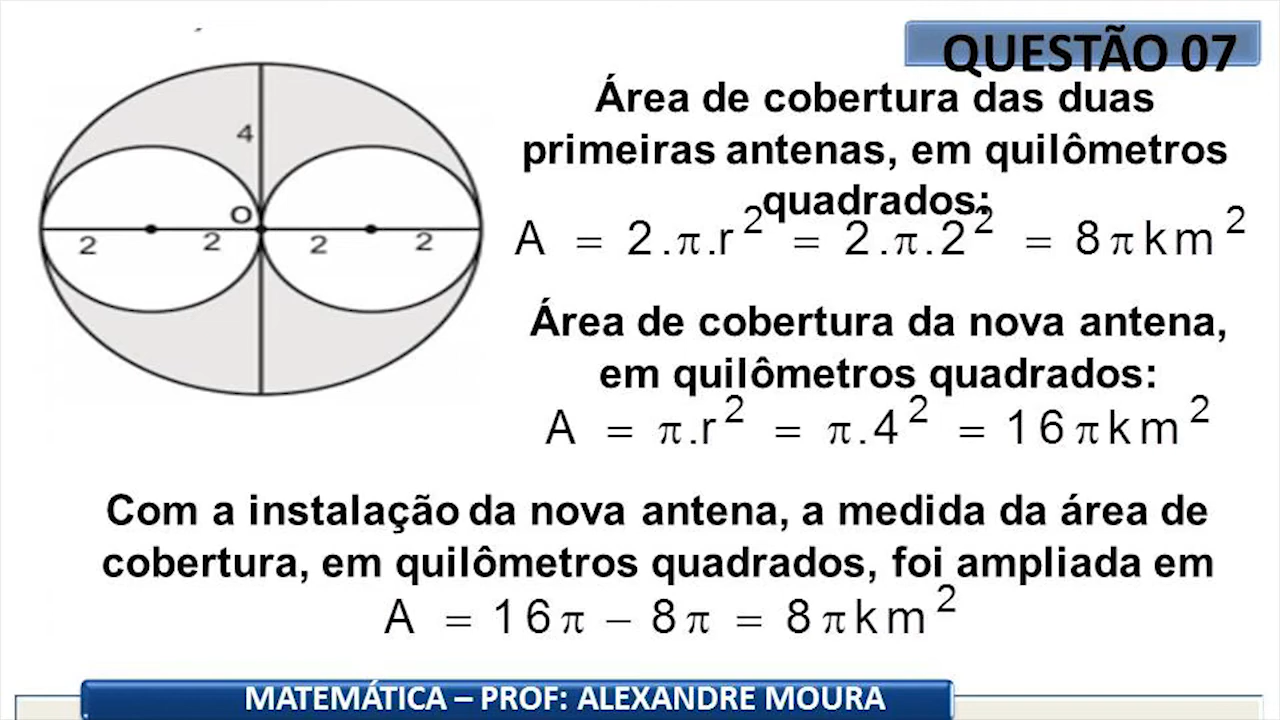 QUESTÃO 07
Área de cobertura das duas
primeiras antenas, em quilômetros
quadrados:
A = 2.π.r² = 2.π.2² = 8πkm²
Área de cobertura da nova antena,
em quilômetros quadrados:
A = π.r² = π.4² = 16πkm²
4
O
2 2 2 2
Com a instalação da nova antena, a medida da área de
cobertura, em quilômetros quadrados, foi ampliada em
A = 16π − 8π = 8πkm²
MATEMÁTICA – PROF: ALEXANDRE MOURA